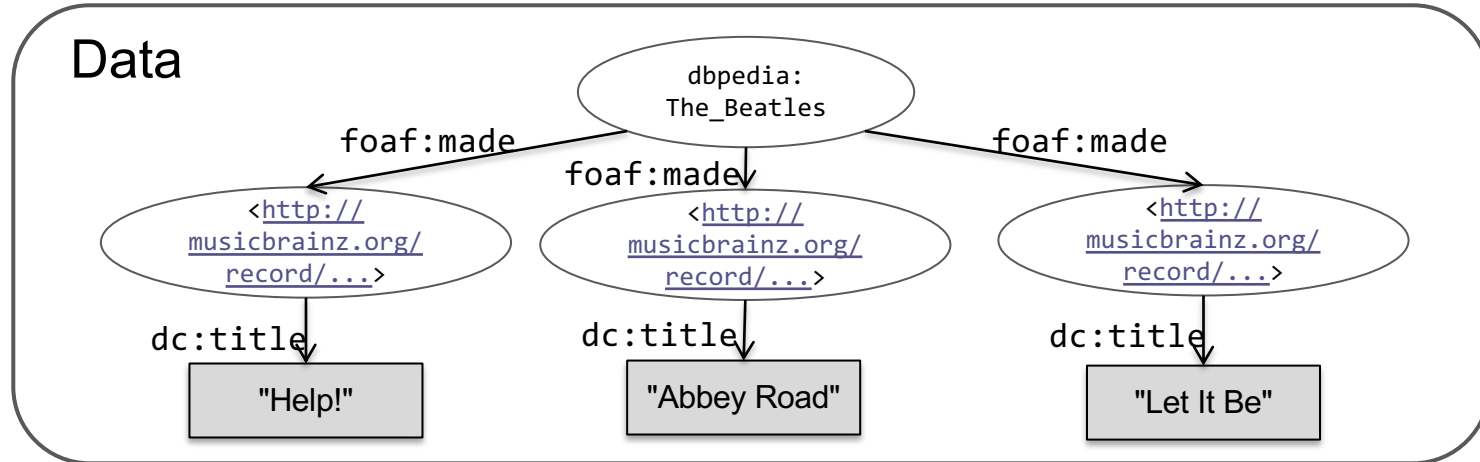 Data
dbpedia:
The_Beatles
foaf:made
foaf:made
foaf:made
<http://
musicbrainz.org/
record/...>
<http://
musicbrainz.org/
record/...>
<http://
musicbrainz.org/
record/...>
dc:title
dc:title
dc:title
"Help!"
"Abbey Road"
"Let It Be"